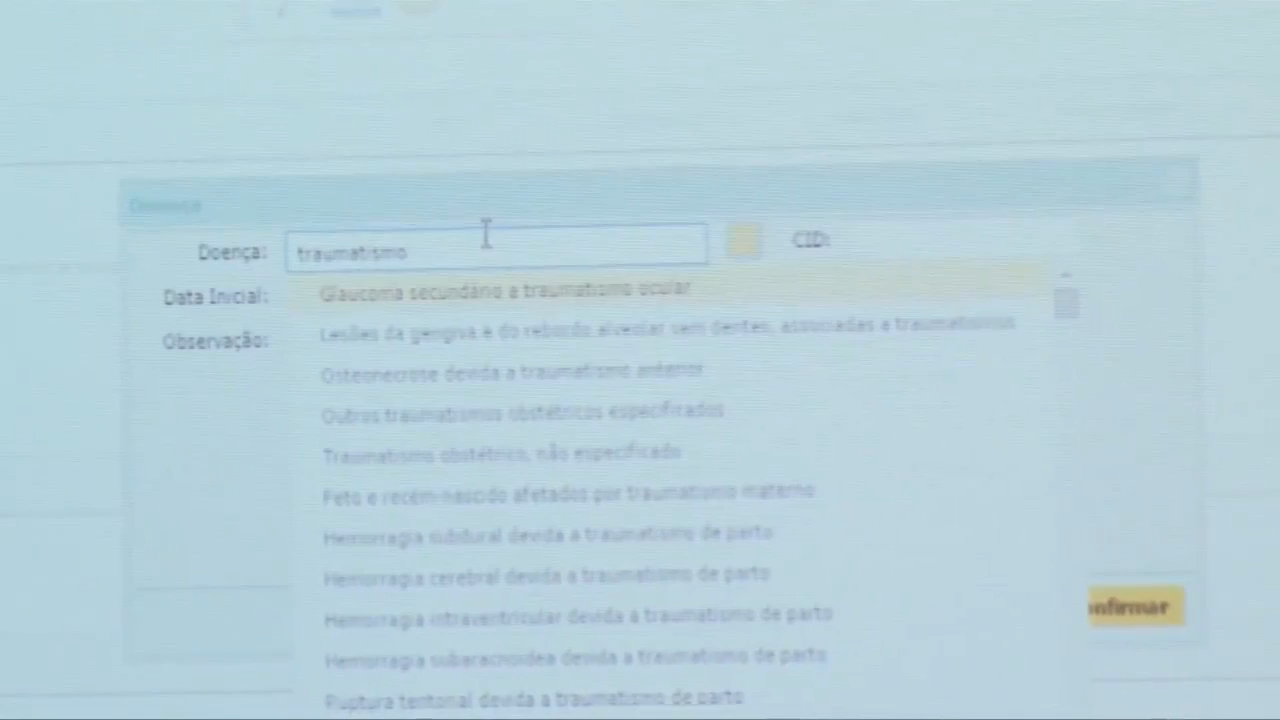 Doença
Doença: traumatismo CID:
Data Inicial:
Observação:
Glaucoma secundário a traumatismo ocular
Lesões da gengiva e do rebordo alveolar sem dentes, associadas a traumatismos
Osteonecrose devida a traumatismo anterior
Outros traumatismos obstétricos especificados
Traumatismo obstétrico, não especificado
Feto e recém-nascido afetados por traumatismo materno
Hemorragia subdural devida a traumatismo de parto
Hemorragia cerebral devida a traumatismo de parto
Hemorragia intraventricular devida a traumatismo de parto
Hemorragia subaracnoidea devida a traumatismo de parto
Ruptura tentorial devida a traumatismo de parto
onfirmar